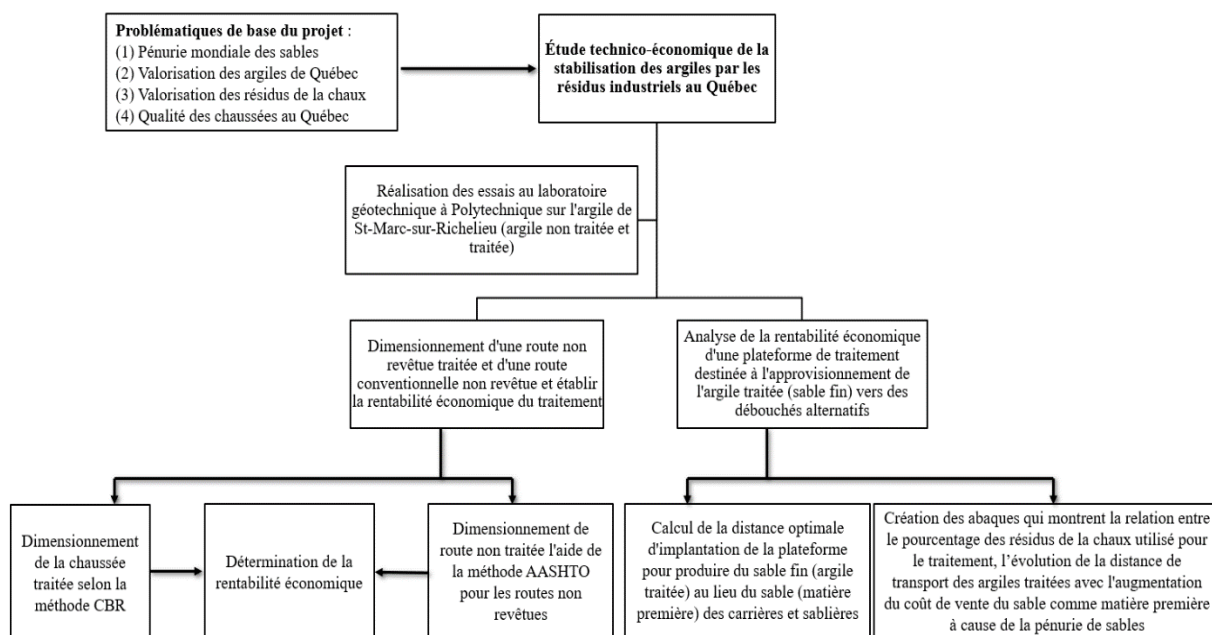 Problématiques de base du projet :
(1) Pénurie mondiale des sables
(2) Valorisation des argiles de Québec
(3) Valorisation des résidus de la chaux
(4) Qualité des chaussées au Québec
Étude technico-économique de la
stabilisation des argiles par les
résidus industriels au Québec
Réalisation des essais au laboratoire
géotechnique à Polytechnique sur l'argile de
St-Marc-sur-Richelieu (argile non traitée et
traitée)
Dimensionnement d'une route non
revêtue traitée et d'une route
conventionnelle non revêtue et établir
la rentabilité économique du traitement
Analyse de la rentabilité économique
d'une plateforme de traitement
destinée à l'approvisionnement de
l'argile traitée (sable fin) vers des
débouchés alternatifs
Dimensionnement
de la chaussée
traitée selon la
méthode CBR
Détermination de la
rentabilité économique
Dimensionnement de
route non traitée l'aide de
la méthode AASHTO
pour les routes non
revêtues
Calcul de la distance optimale
d'implantation de la plateforme
pour produire du sable fin (argile
traitée) au lieu du sable (matière
première) des carrières et sablières
Création des abaques qui montrent la relation entre
le pourcentage des résidus de la chaux utilisé pour
le traitement, l’évolution de la distance de
transport des argiles traitées avec l'augmentation
du coût de vente du sable comme matière première
à cause de la pénurie de sables